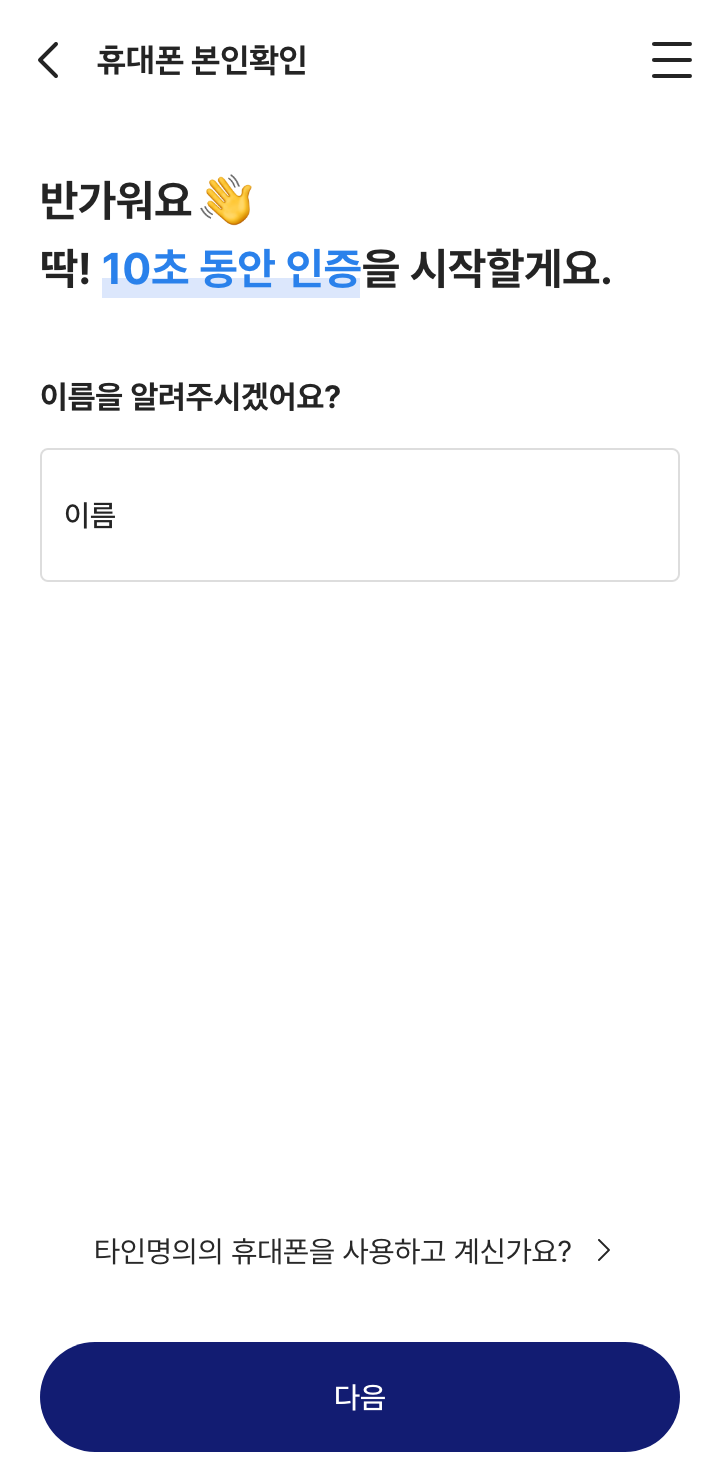 휴대폰 본인확인
반가워요 👋
딱! 10초 동안 인증을 시작할게요.
이름을 알려주시겠어요?
이름
타인명의의 휴대폰을 사용하고 계신가요?
다음